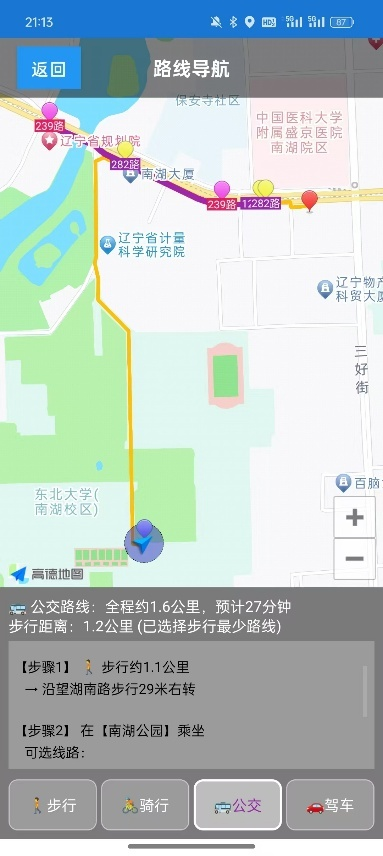 21:13
HD
5G
5G
87
返回
路线导航
保安寺社区
239路
辽宁省规划院
中国医科大学
附属盛京医院
南湖院区
282路
南湖大厦
239路
282路
辽宁省计量
科学研究院
辽宁物产
科贸大厦
三好街
百脑
东北大学(
南湖校区)
+
−
高德地图
🚌 公交路线：全程约1.6公里，预计27分钟
步行距离：1.2公里 (已选择步行最少路线)
【步骤1】 🚶 步行约1.1公里
→ 沿望湖南路步行29米右转
【步骤2】 在【南湖公园】乘坐
可选线路：
🚶步行
🚴骑行
🚌公交
🚗驾车